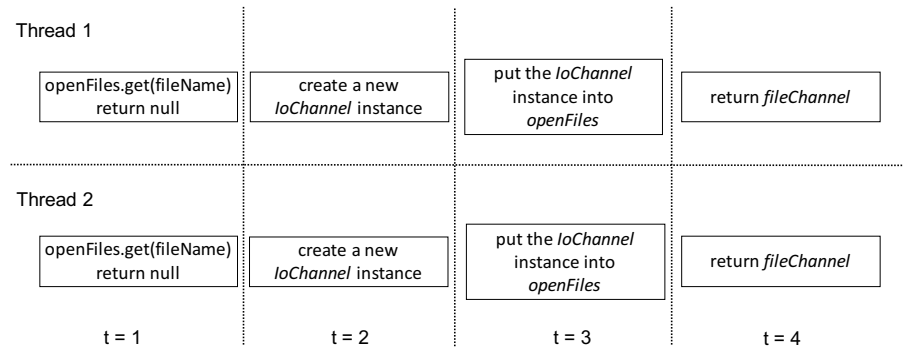 Thread 1
openFiles.get(fileName)
return null
create a new
IoChannel instance
put the IoChannel
instance into
openFiles
return fileChannel
Thread 2
openFiles.get(fileName)
return null
create a new
IoChannel instance
put the IoChannel
instance into
openFiles
return fileChannel
t = 1
t = 2
t = 3
t = 4